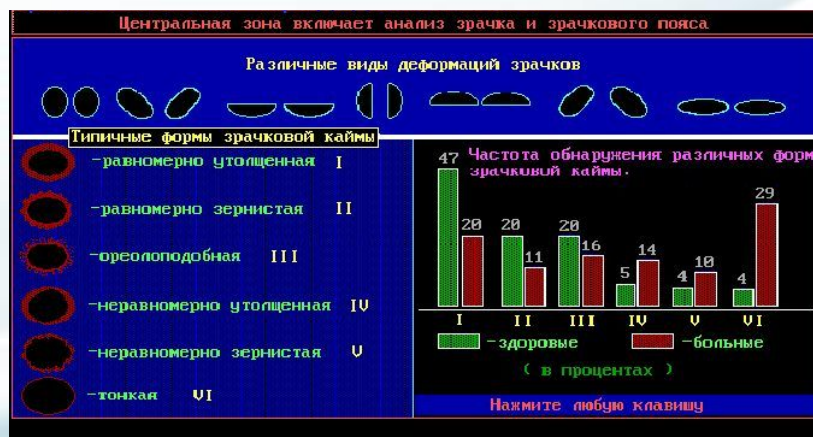 Центральная зона включает анализ зрачка и зрачкового пояса
Различные виды деформаций зрачков
Типичные формы зрачковой каймы
-равномерно утолщенная I
-равномерно зернистая II
-ореолоподобная III
-неравномерно утолщенная IV
-неравномерно зернистая V
-тонкая VI
Частота обнаружения различных форм
зрачковой каймы.
47 20 20 11 20 16 5 14 4 10 4 29
I II III IV V VI
-здоровые -больные
( в процентах )
Нажмите любую клавишу